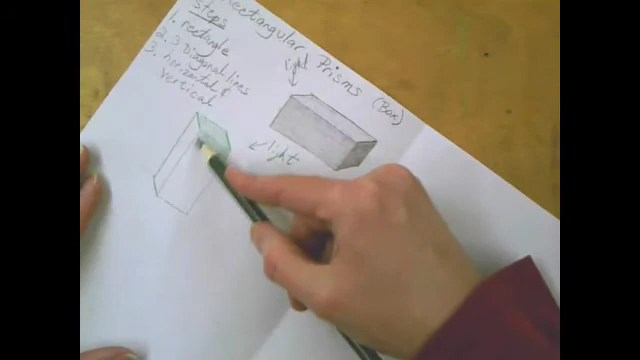 Rectangular Prisms (Box)
steps
1. rectangle
2. 3 Diagonal lines
3. horizontal &
vertical
light
light